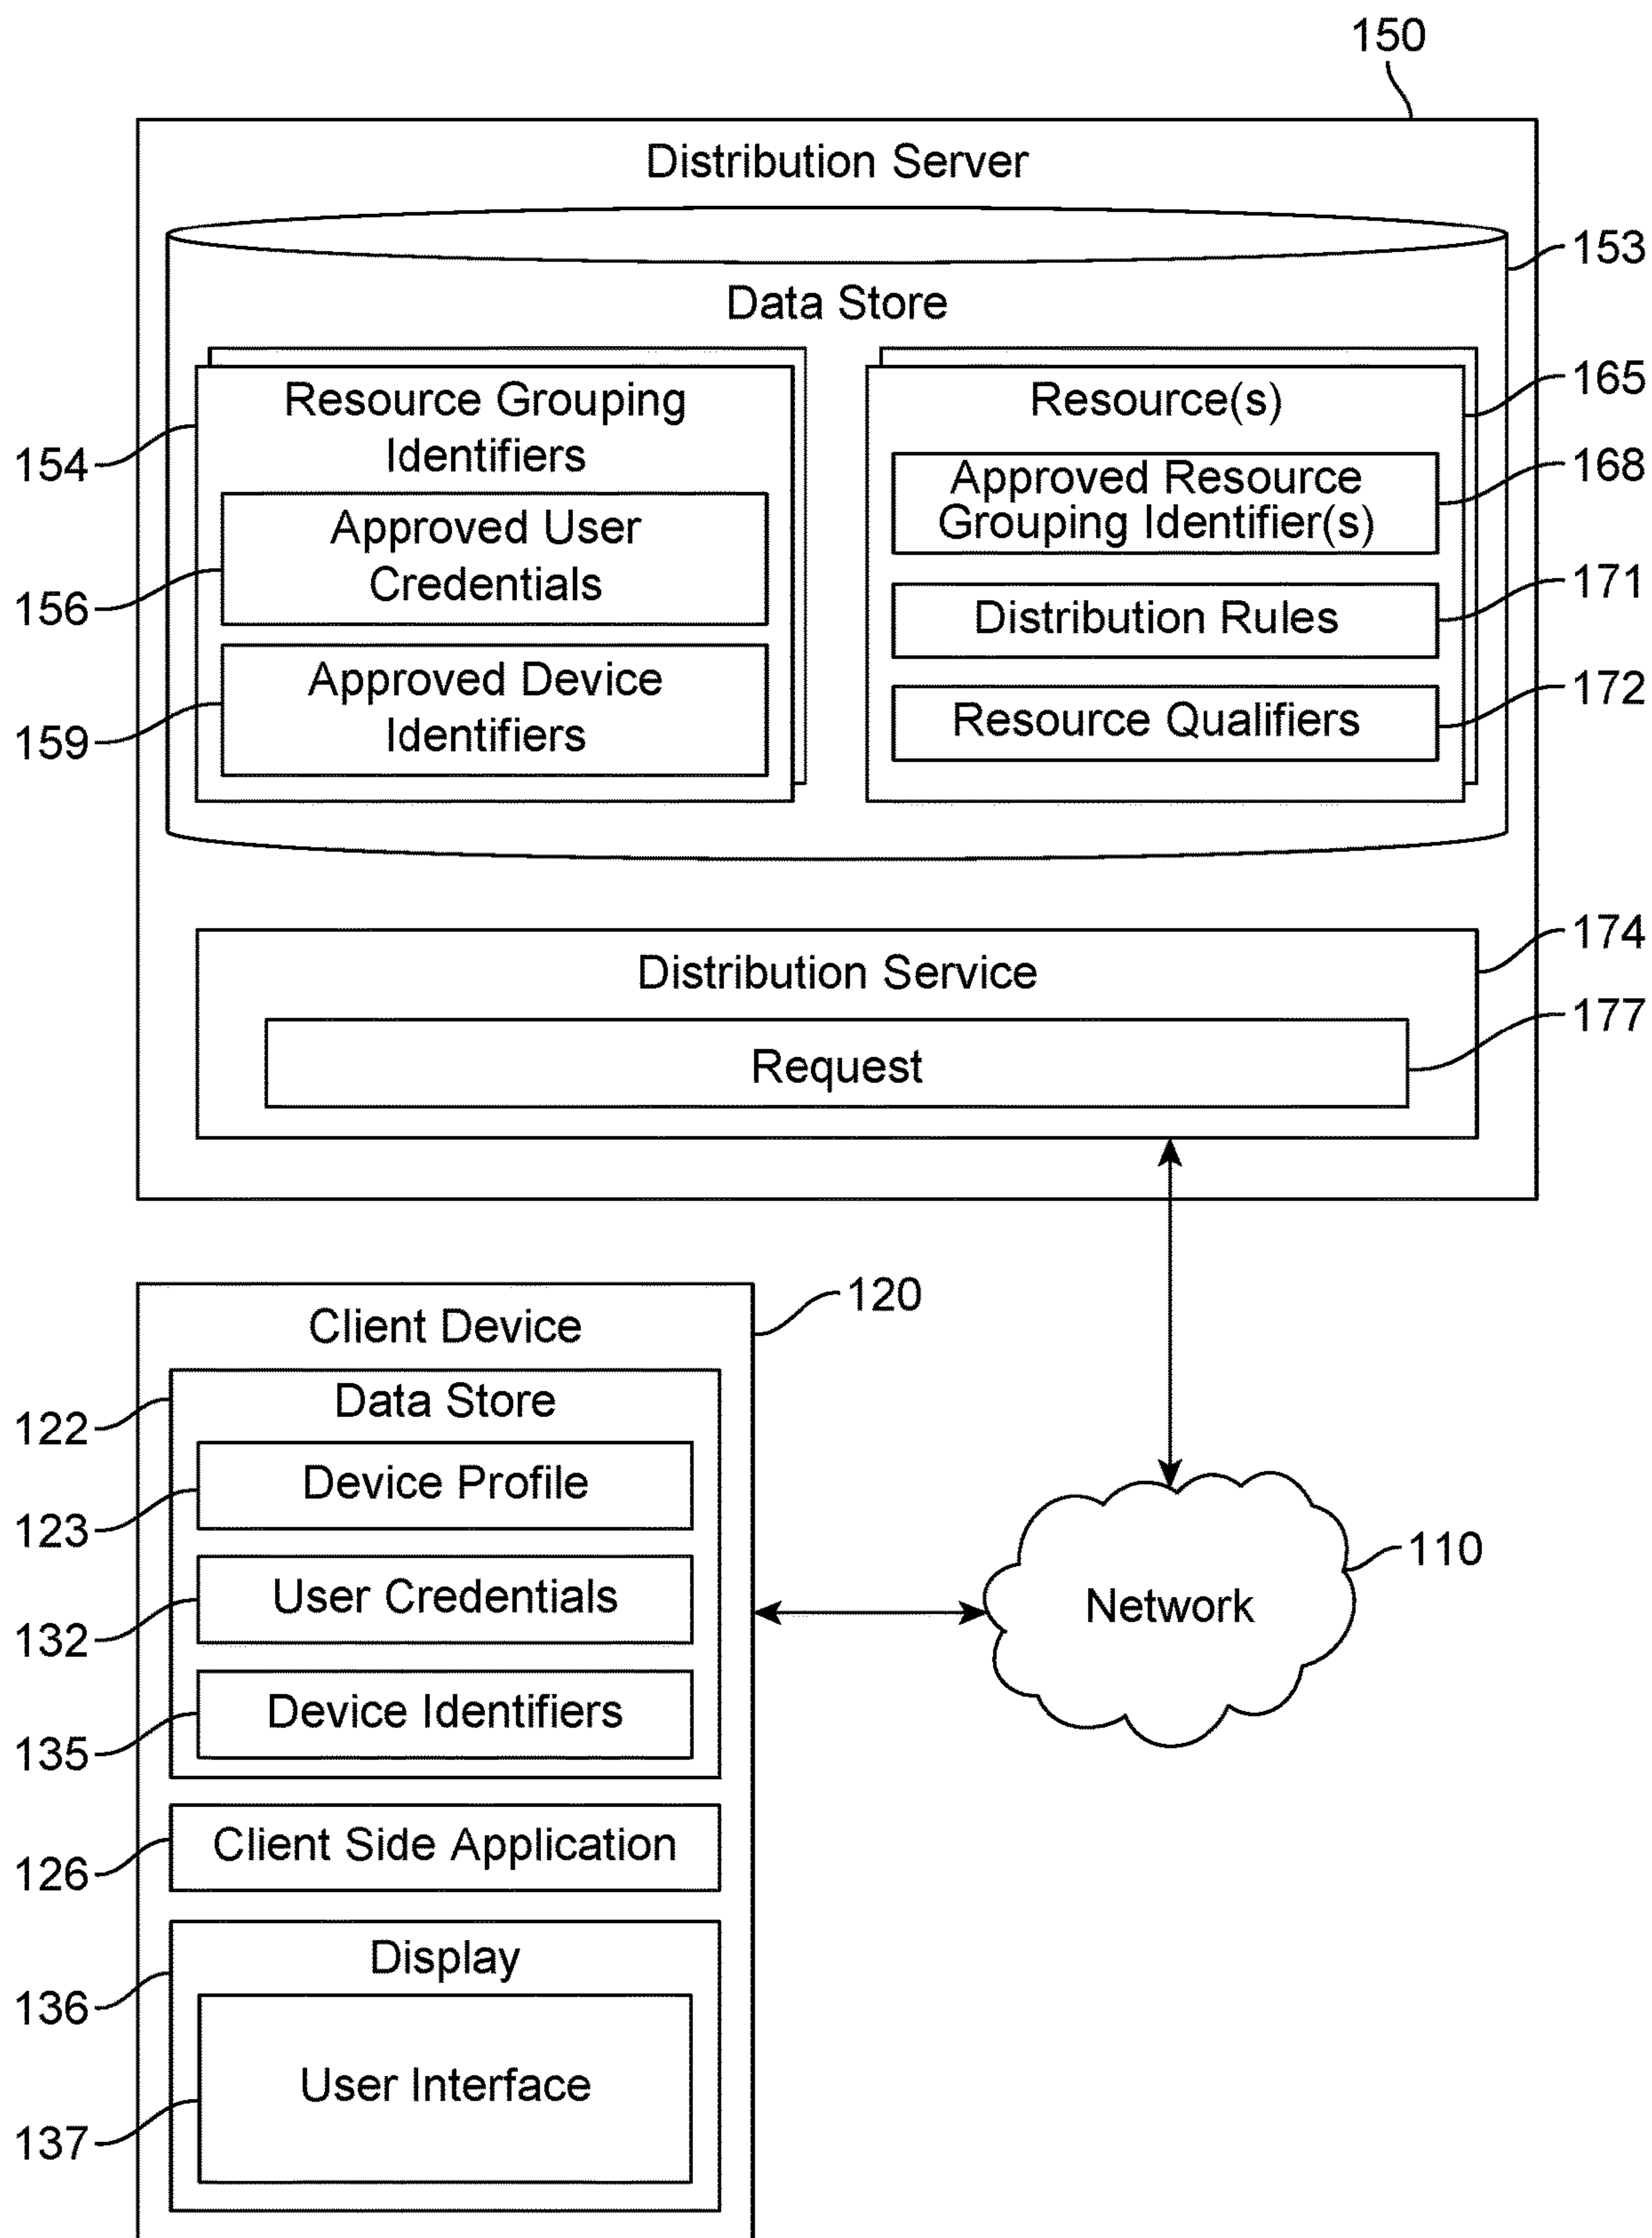 150
Distribution Server
153
Data Store
Resource Grouping
Identifiers
154
Approved User
Credentials
156
Approved Device
Identifiers
159
Resource(s)
165
Approved Resource
Grouping Identifier(s)
168
Distribution Rules
171
Resource Qualifiers
172
Distribution Service
174
Request
177
Client Device
120
Data Store
122
Device Profile
123
User Credentials
132
Device Identifiers
135
Client Side Application
126
Display
136
User Interface
137
Network
110